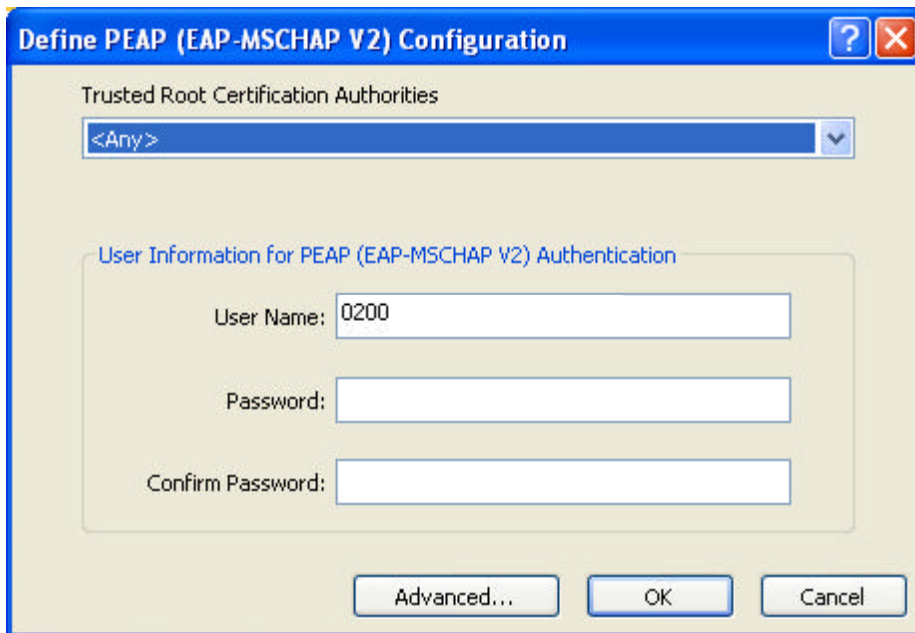 Define PEAP (EAP-MSCHAP V2) Configuration
Trusted Root Certification Authorities
<Any>
User Information for PEAP (EAP-MSCHAP V2) Authentication
User Name: 0200
Password:
Confirm Password:
Advanced... OK Cancel